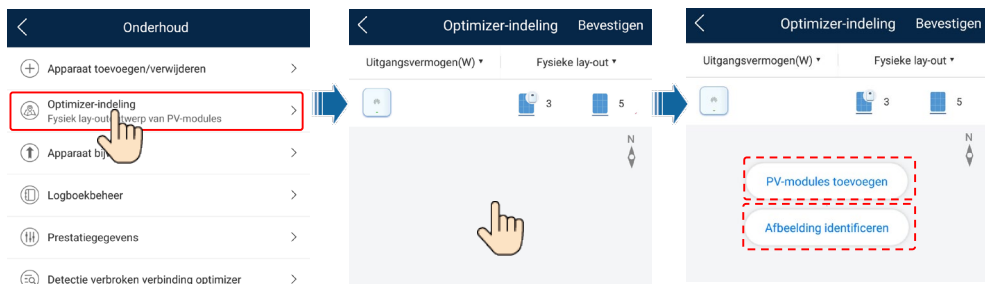 Onderhoud
Apparaat toevoegen/verwijderen
Optimizer-indeling
Fysiek lay-outontwerp van PV-modules
Apparaat bij
Logboekbeheer
Prestatiegegevens
Detectie verbroken verbinding optimizer
Optimizer-indeling Bevestigen
Uitgangsvermogen(W) Fysieke lay-out
3 5
N
Optimizer-indeling Bevestigen
Uitgangsvermogen(W) Fysieke lay-out
3 5
N
PV-modules toevoegen
Afbeelding identificeren